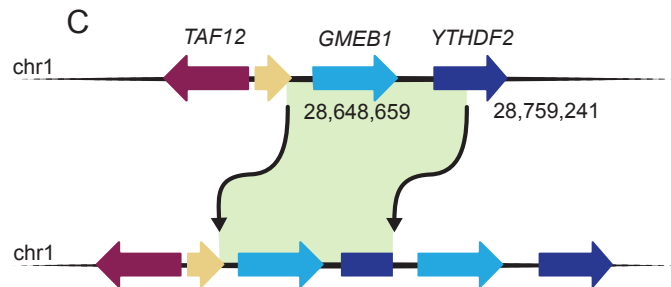 C
TAF12 GMEB1 YTHDF2
chr1
28,648,659 28,759,241
chr1